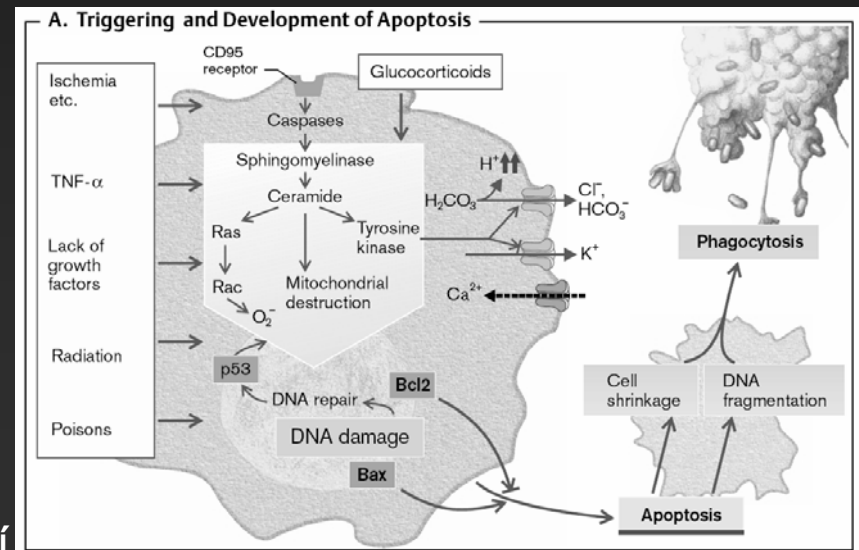 A. Triggering and Development of Apoptosis
Ischemia
etc.
TNF-α
Lack of
growth
factors
Radiation
Poisons
CD95
receptor
Glucocorticoids
Caspases
Sphingomyelinase
Ceramide
Ras
Tyrosine
kinase
Rac
Mitochondrial
destruction
O₂⁻
H⁺
H₂CO₃
Cl⁻,
HCO₃⁻
K⁺
Ca²⁺
p53
DNA repair
Bcl2
DNA damage
Bax
Phagocytosis
Cell
shrinkage
DNA
fragmentation
Apoptosis
í